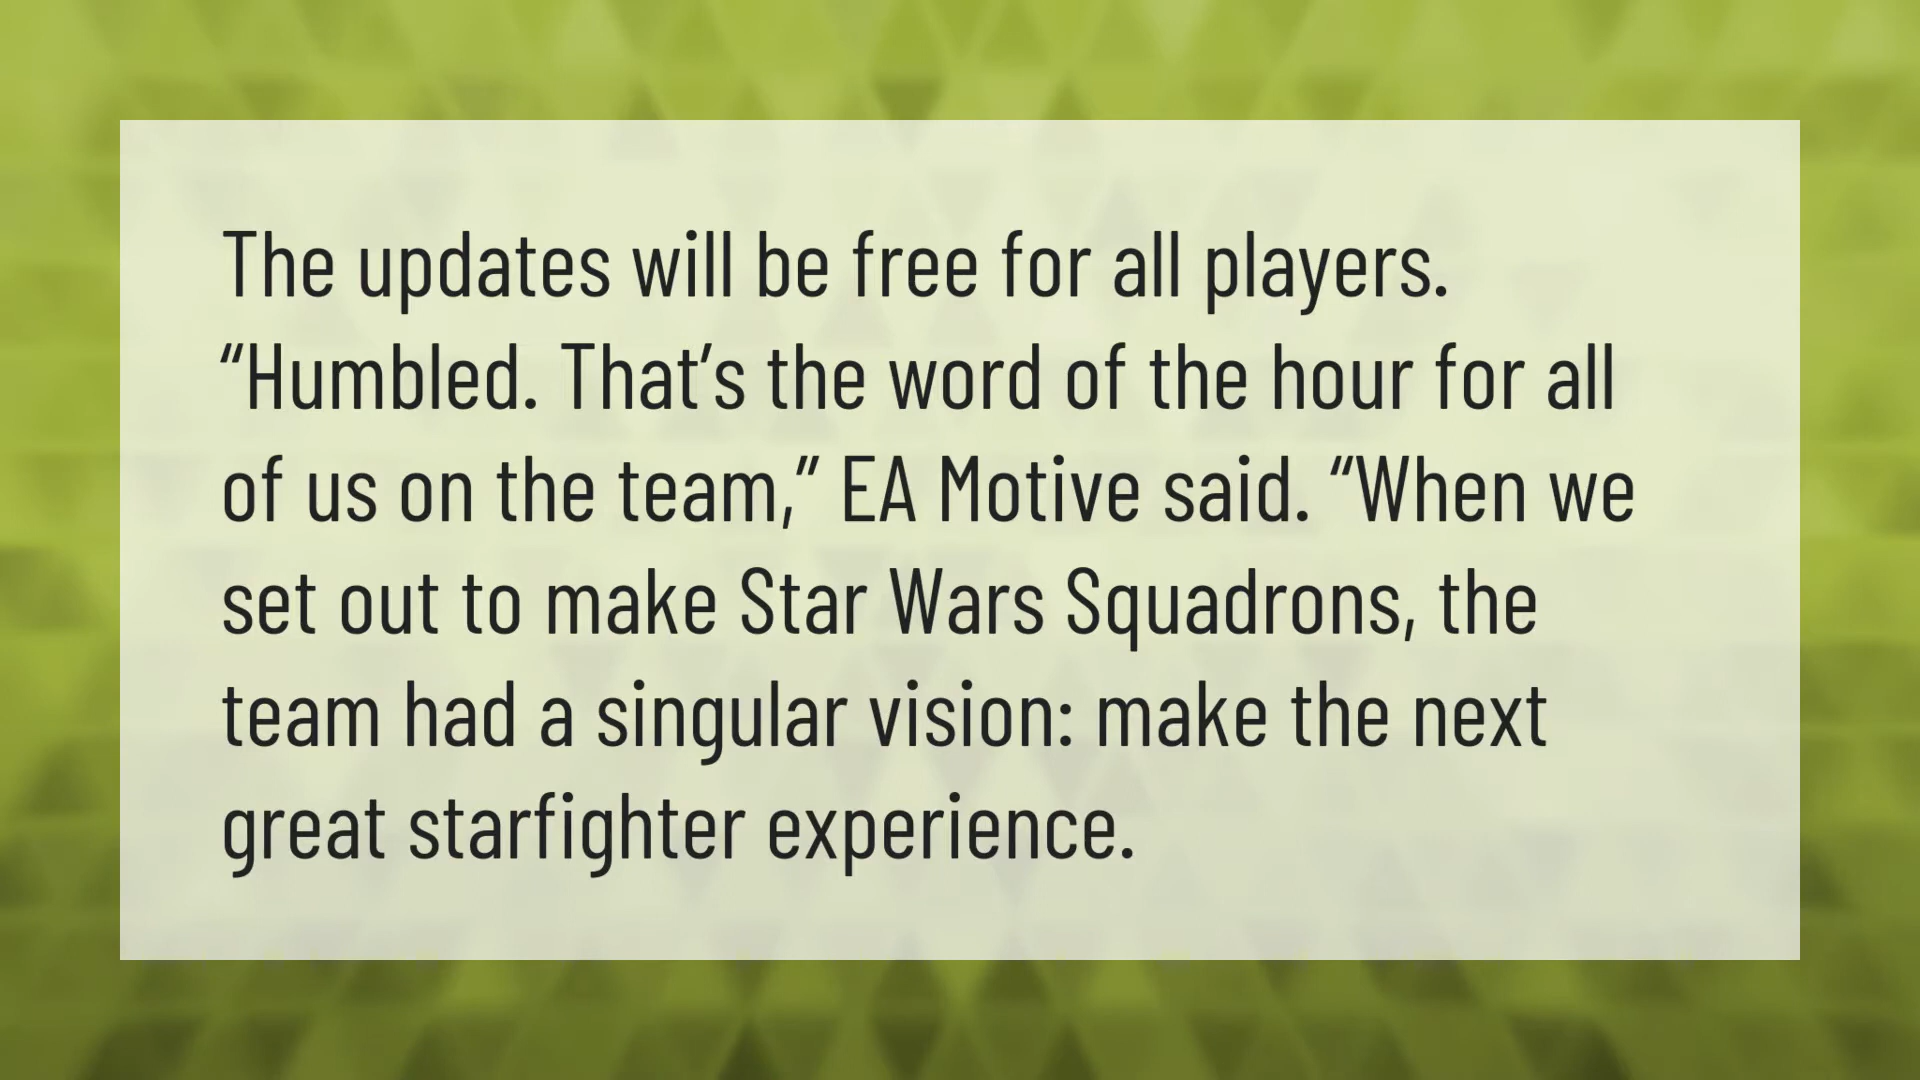 The updates will be free for all players.
“Humbled. That’s the word of the hour for all
of us on the team,” EA Motive said. “When we
set out to make Star Wars Squadrons, the
team had a singular vision: make the next
great starfighter experience.